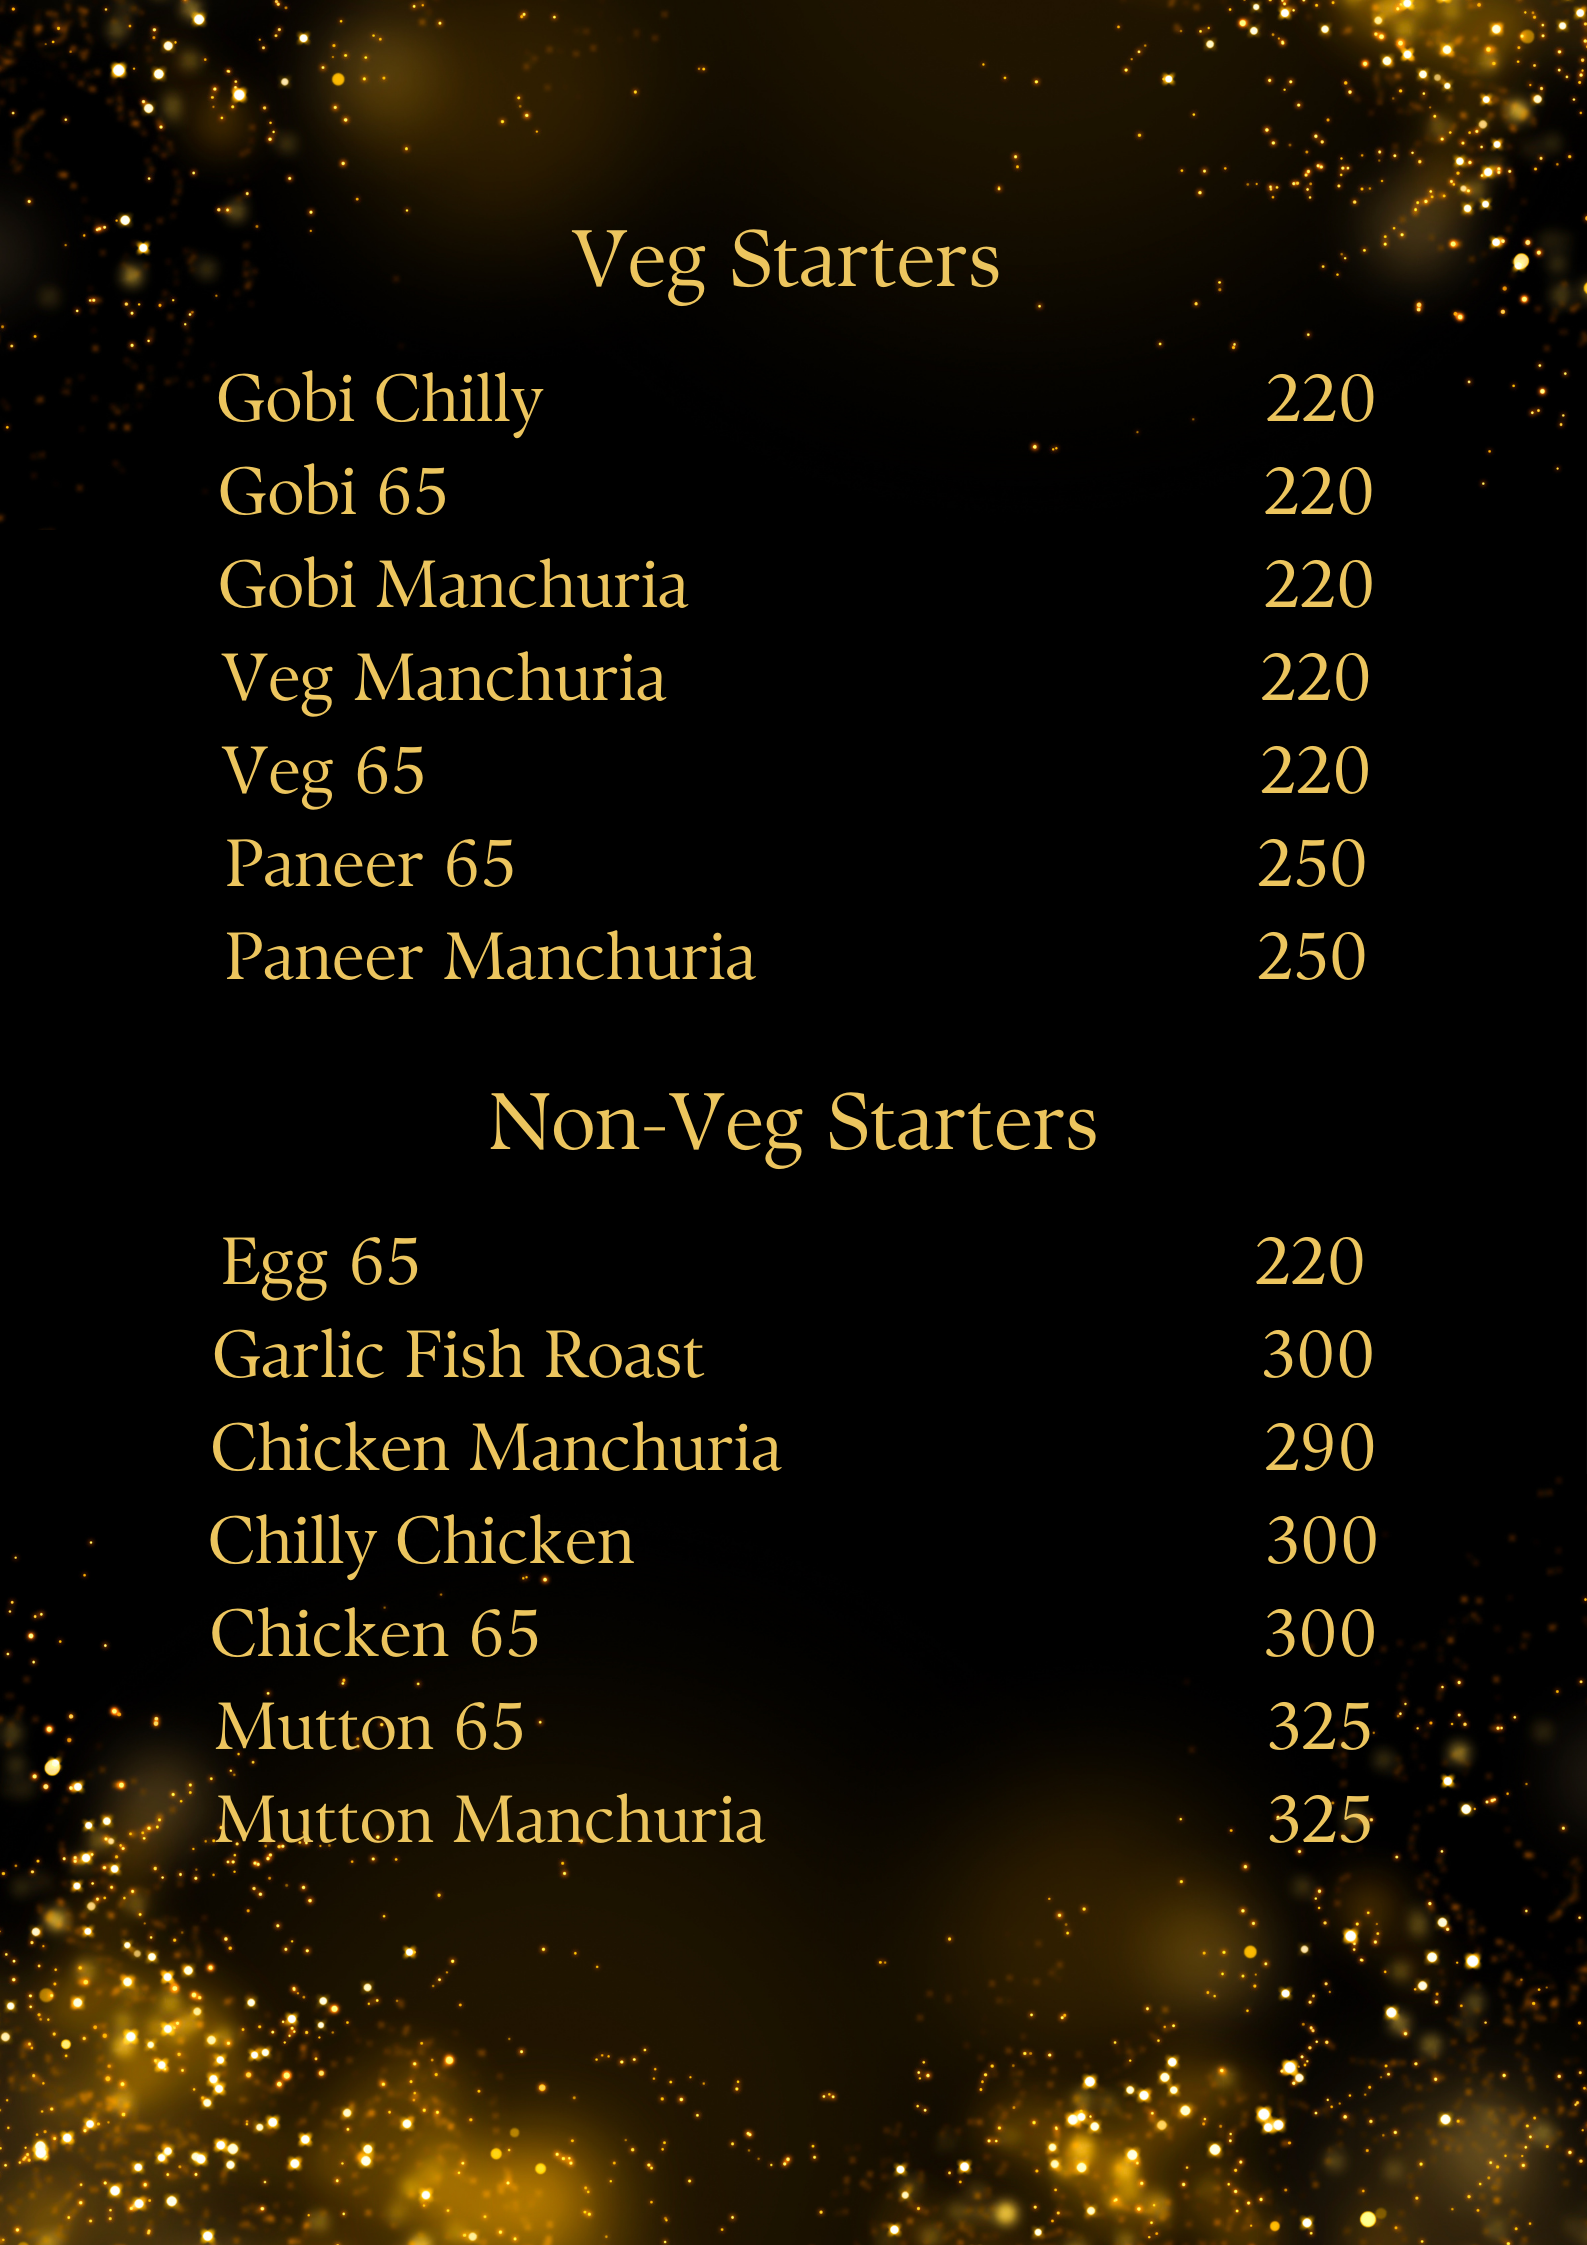 Veg Starters
Gobi Chilly 220
Gobi 65 220
Gobi Manchuria 220
Veg Manchuria 220
Veg 65 220
Paneer 65 250
Paneer Manchuria 250
Non-Veg Starters
Egg 65 220
Garlic Fish Roast 300
Chicken Manchuria 290
Chilly Chicken 300
Chicken 65 300
Mutton 65 325
Mutton Manchuria 325